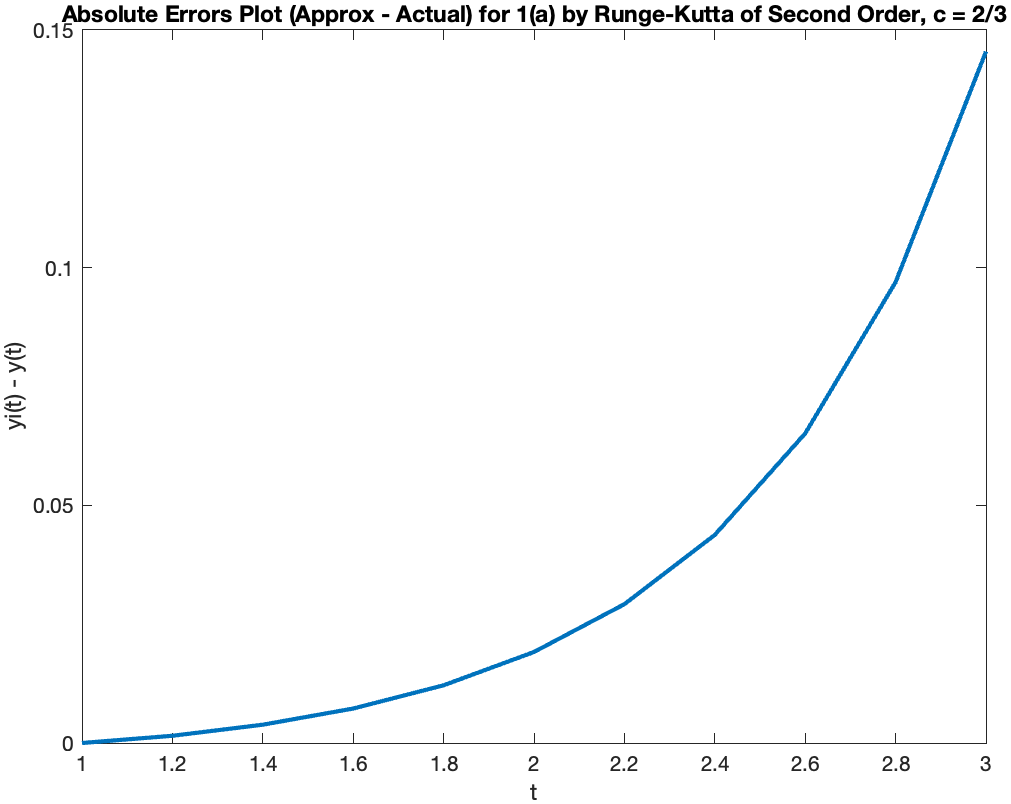 Absolute Errors Plot (Approx - Actual) for 1(a) by Runge-Kutta of Second Order, c = 2/3
0.15
0.1
0.05
0
yi(t) - y(t)
1 1.2 1.4 1.6 1.8 2 2.2 2.4 2.6 2.8 3
t